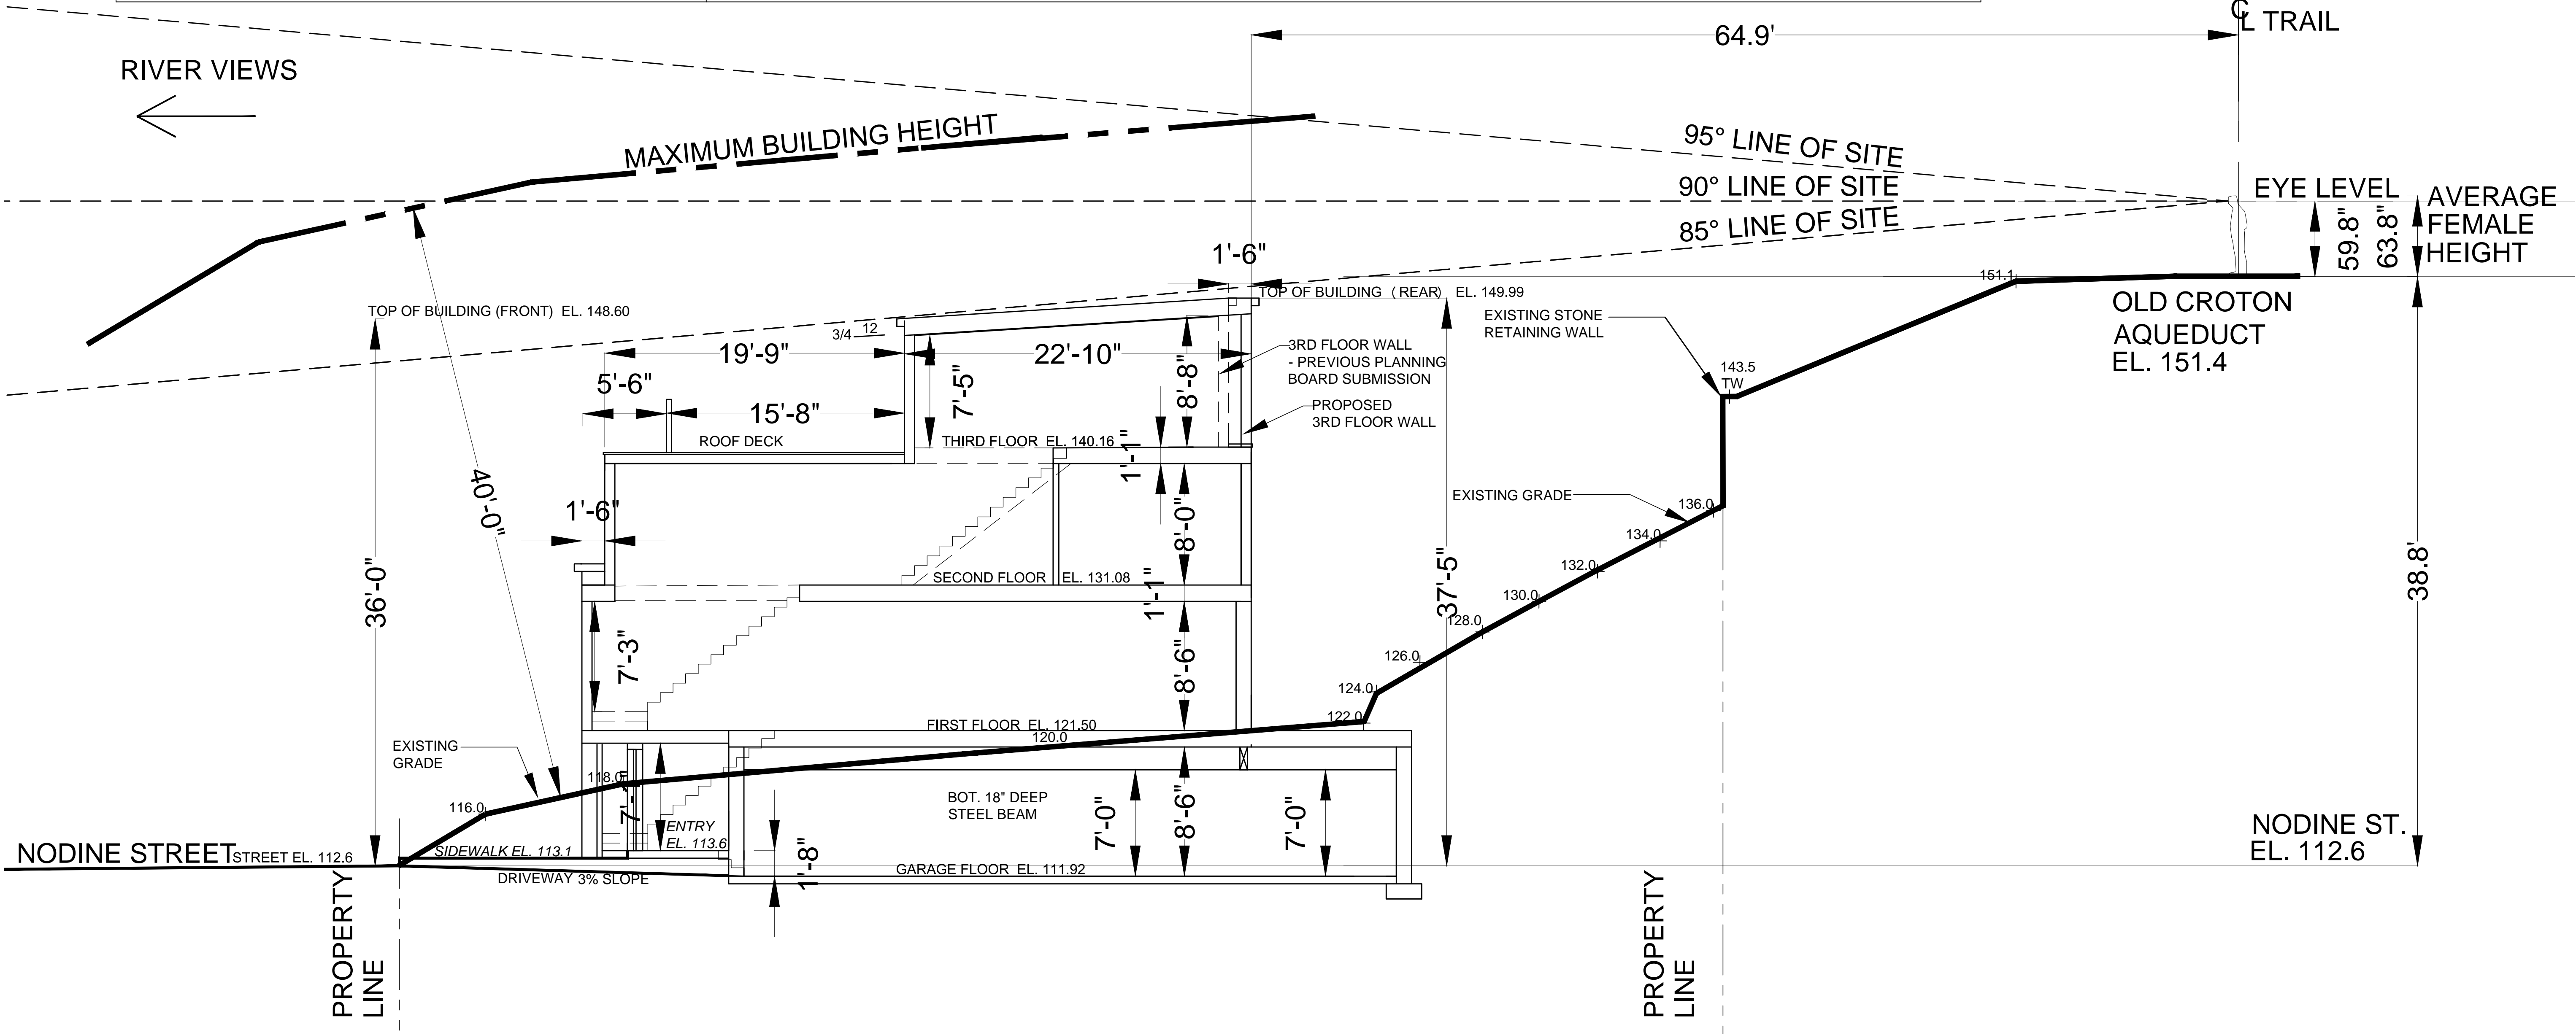 ℄ TRAIL
64.9'
RIVER VIEWS
MAXIMUM BUILDING HEIGHT
95° LINE OF SITE
90° LINE OF SITE
85° LINE OF SITE
EYE LEVEL
59.8"
63.8"
AVERAGE
FEMALE
HEIGHT
1'-6"
151.1
TOP OF BUILDING (REAR) EL. 149.99
TOP OF BUILDING (FRONT) EL. 148.60
OLD CROTON
AQUEDUCT
EL. 151.4
EXISTING STONE
RETAINING WALL
3/4
12
19'-9"
22'-10"
3RD FLOOR WALL
- PREVIOUS PLANNING
BOARD SUBMISSION
143.5
TW
5'-6"
15'-8"
7'-5"
8'-8"
PROPOSED
3RD FLOOR WALL
ROOF DECK
THIRD FLOOR EL. 140.16
1'-1"
40'-0"
1'-6"
8'-0"
EXISTING GRADE
136.0
134.0
132.0
130.0
128.0
126.0
124.0
122.0
36'-0"
37'-5"
38.8'
SECOND FLOOR EL. 131.08
1'-1"
7'-3"
8'-6"
FIRST FLOOR EL. 121.50
120.0
EXISTING
GRADE
118.0
116.0
BOT. 18" DEEP
STEEL BEAM
7'-0"
8'-6"
7'-0"
ENTRY
EL. 113.6
NODINE STREET
STREET EL. 112.6
SIDEWALK EL. 113.1
DRIVEWAY 3% SLOPE
1'-8"
GARAGE FLOOR EL. 111.92
NODINE ST.
EL. 112.6
PROPERTY
LINE
PROPERTY
LINE